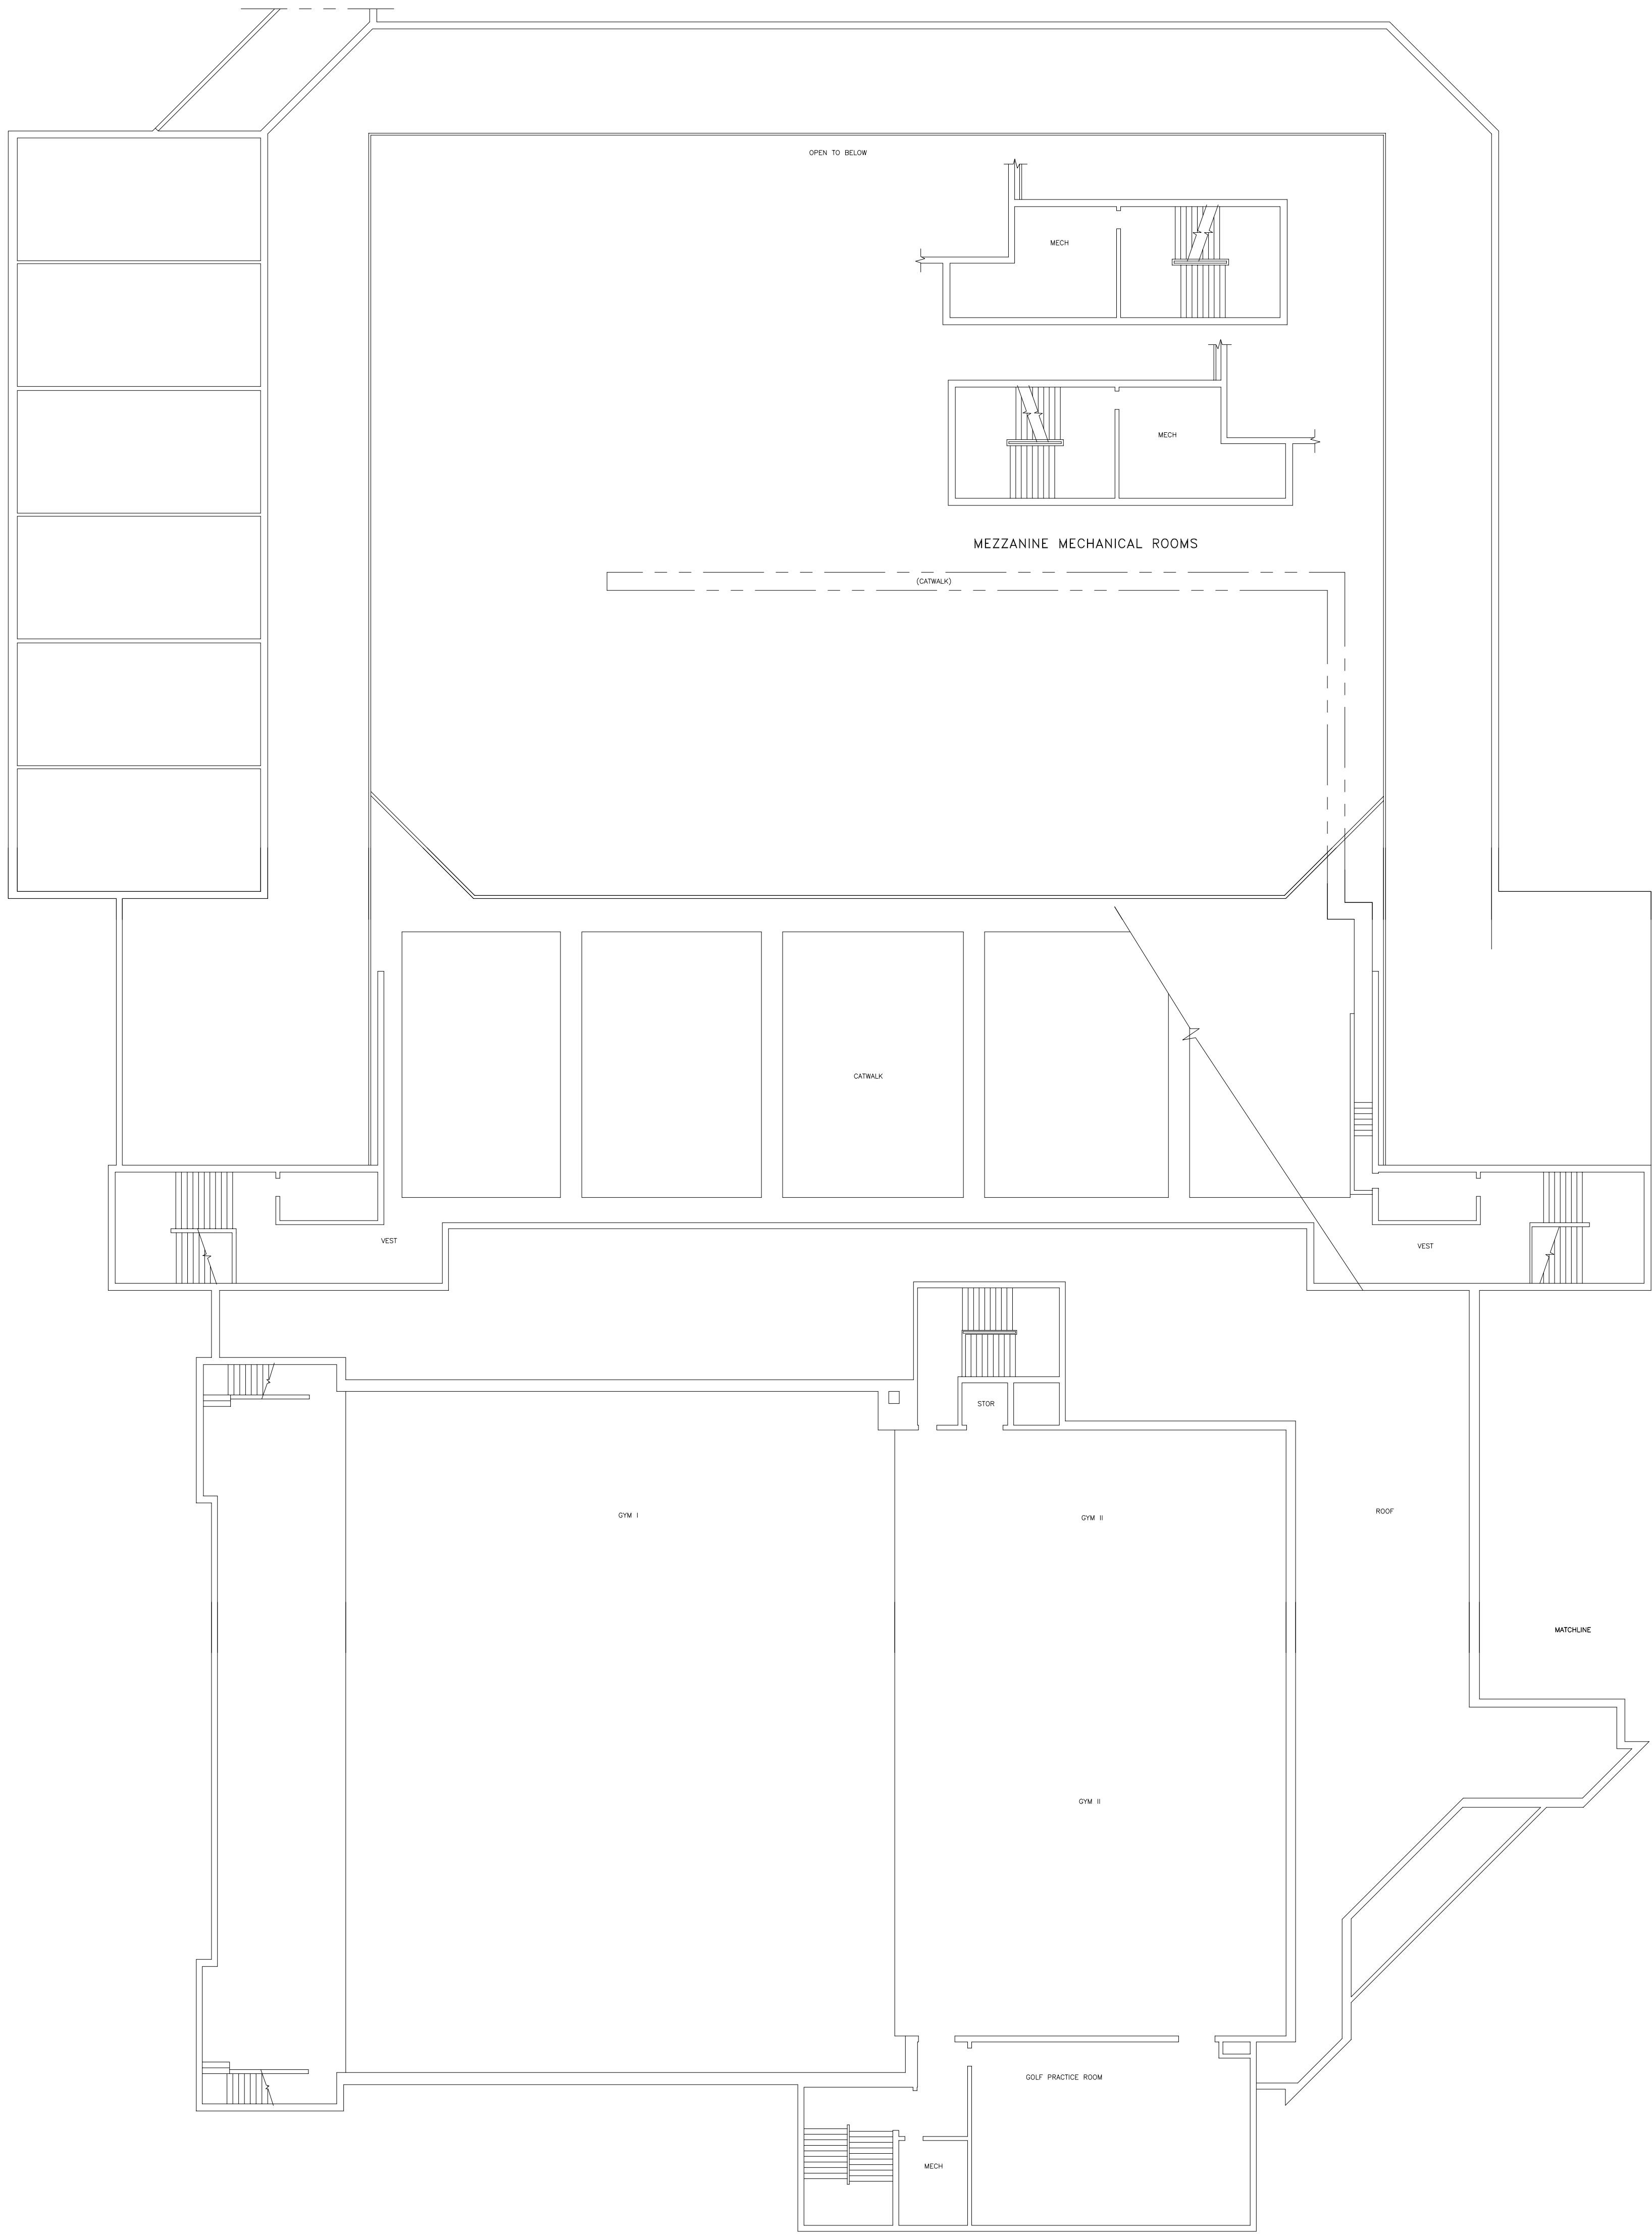 OPEN TO BELOW
MECH
MECH
MEZZANINE MECHANICAL ROOMS
(CATWALK)
CATWALK
VEST
VEST
STOR
GYM I
GYM II
ROOF
MATCHLINE
GYM II
GOLF PRACTICE ROOM
MECH